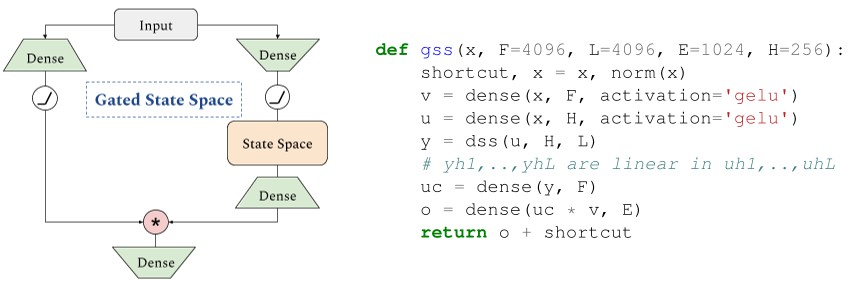 Input
Dense
Dense
Gated State Space
State Space
Dense
*
Dense
def gss(x, F=4096, L=4096, E=1024, H=256):
    shortcut, x = x, norm(x)
    v = dense(x, F, activation='gelu')
    u = dense(x, H, activation='gelu')
    y = dss(u, H, L)
    # yh1,..,yhL are linear in uh1,..,uhL
    uc = dense(y, F)
    o = dense(uc * v, E)
    return o + shortcut